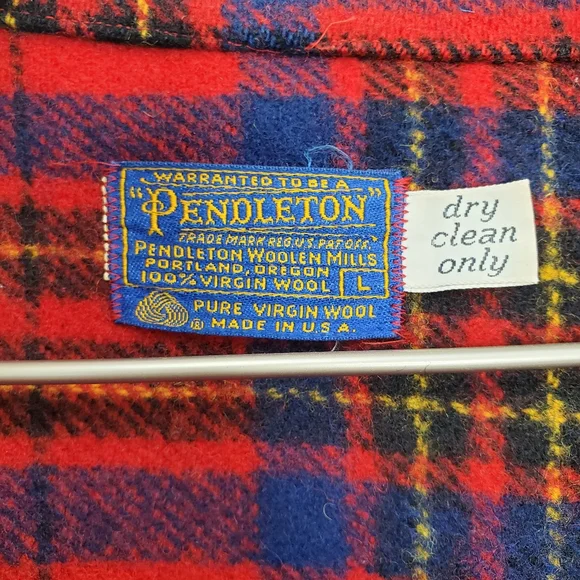 WARRANTED TO BE A
"PENDLETON"
TRADE MARK REG. U.S. PAT. OFF.
PENDLETON WOOLEN MILLS
PORTLAND, OREGON
100% VIRGIN WOOL L
PURE VIRGIN WOOL
® MADE IN U.S.A.
dry
clean
only